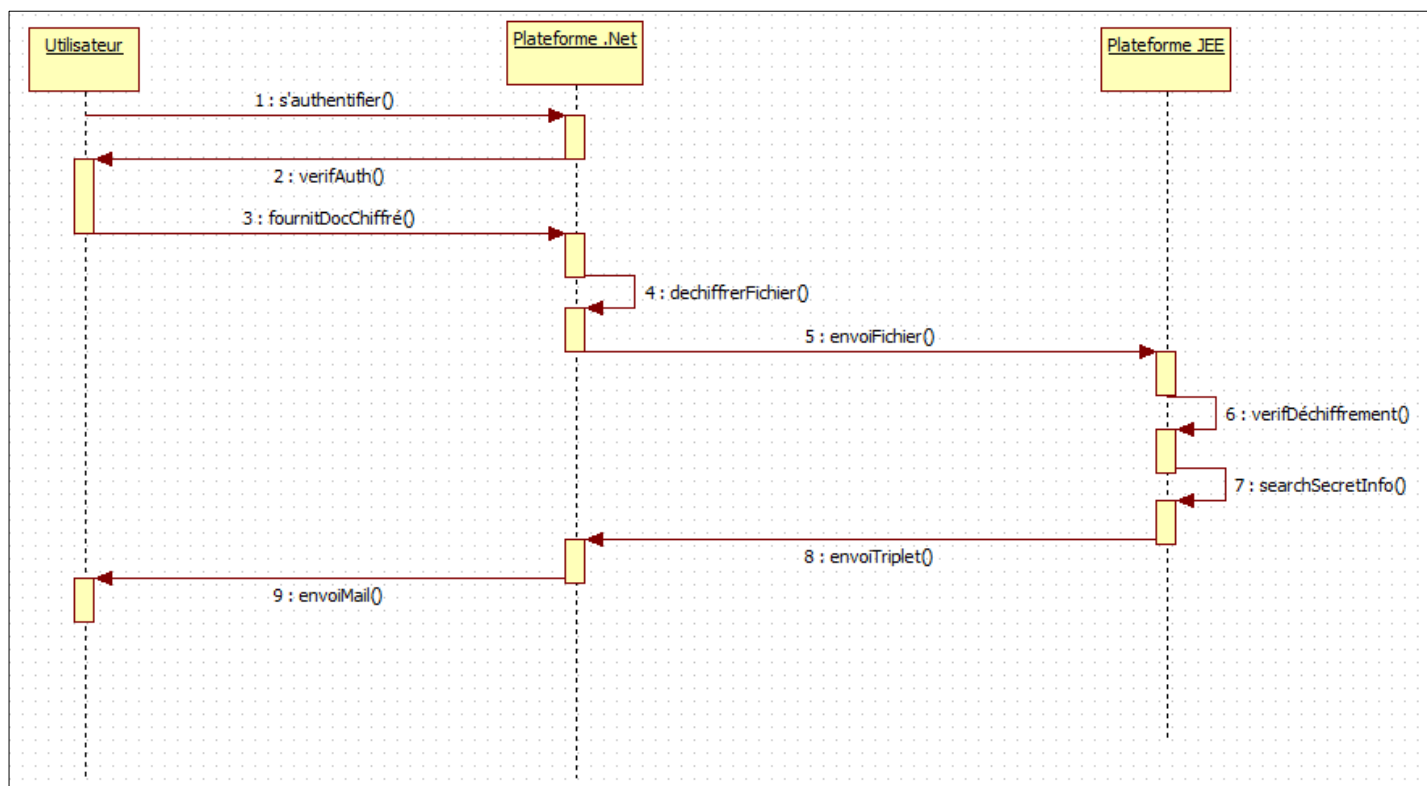 Utilisateur
Plateforme .Net
Plateforme JEE
1 : s'authentifier()
2 : verifAuth()
3 : fournitDocChiffré()
4 : dechiffrerFichier()
5 : envoiFichier()
6 : verifDéchiffrement()
7 : searchSecretInfo()
8 : envoiTriplet()
9 : envoiMail()